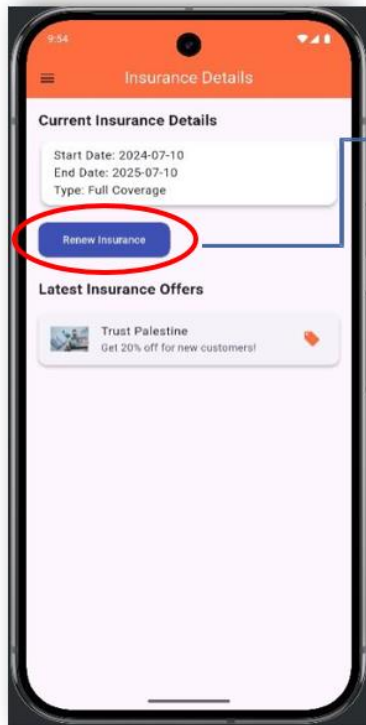 9:54
Insurance Details
Current Insurance Details
Start Date: 2024-07-10
End Date: 2025-07-10
Type: Full Coverage
Renew Insurance
Latest Insurance Offers
Trust Palestine
Get 20% off for new customers!